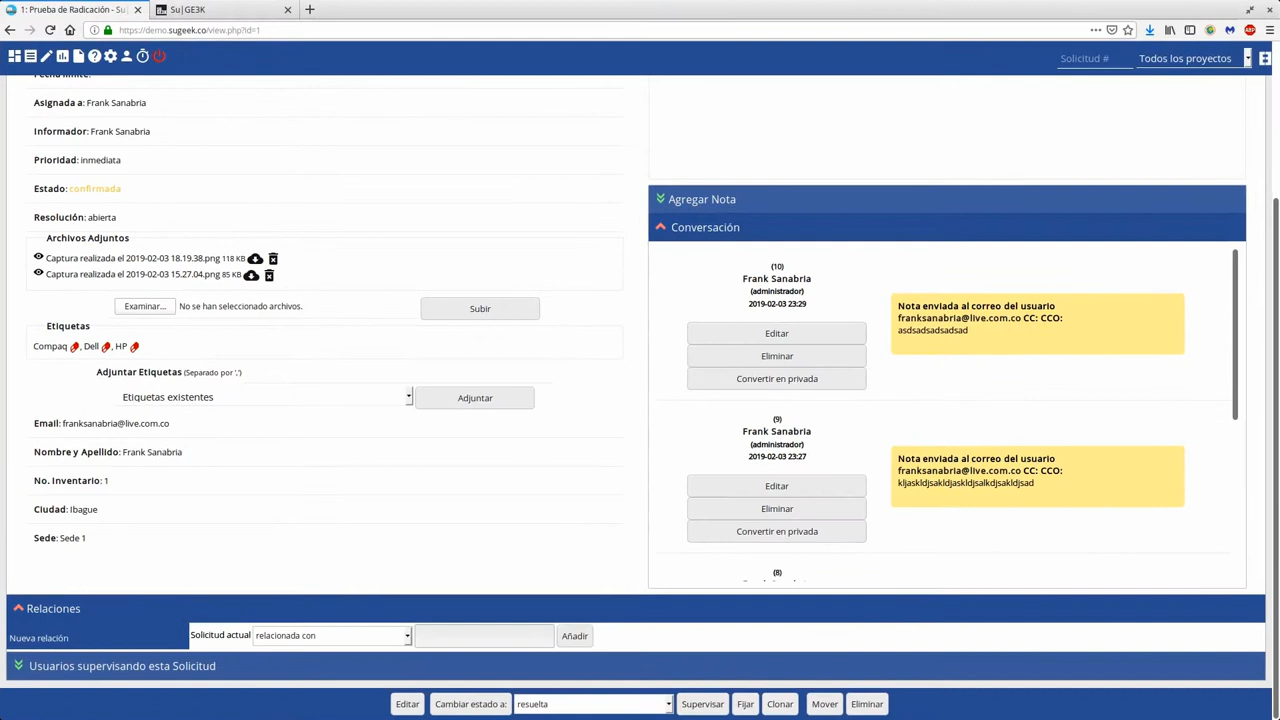 1: Prueba de Radicación - Su|
Su|GE3K
https://demo.sugeek.co/view.php?id=1
Solicitud #
Todos los proyectos
Fecha límite:
Asignada a: Frank Sanabria
Informador: Frank Sanabria
Prioridad: inmediata
Estado: confirmada
Resolución: abierta
Archivos Adjuntos
Captura realizada el 2019-02-03 18.19.38.png 118 KB
Captura realizada el 2019-02-03 15.27.04.png 85 KB
Examinar... No se han seleccionado archivos.
Subir
Etiquetas
Compaq , Dell , HP
Adjuntar Etiquetas (Separado por ',')
Etiquetas existentes
Adjuntar
Email: franksanabria@live.com.co
Nombre y Apellido: Frank Sanabria
No. Inventario: 1
Ciudad: Ibague
Sede: Sede 1
Agregar Nota
Conversación
(10)
Frank Sanabria
(administrador)
2019-02-03 23:29
Editar
Eliminar
Convertir en privada
Nota enviada al correo del usuario
franksanabria@live.com.co CC: CCO:
asdsadsadsadsad
(9)
Frank Sanabria
(administrador)
2019-02-03 23:27
Editar
Eliminar
Convertir en privada
Nota enviada al correo del usuario
franksanabria@live.com.co CC: CCO:
kljaskldjsakldjaskldjsalkdjsakldjsad
(8)
Relaciones
Nueva relación
Solicitud actual relacionada con
Añadir
Usuarios supervisando esta Solicitud
Editar
Cambiar estado a: resuelta
Supervisar
Fijar
Clonar
Mover
Eliminar